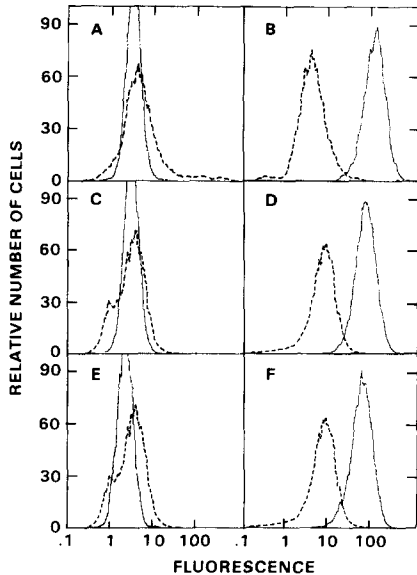 A
B
90
60
30
0
C
D
90
60
30
0
E
F
90
60
30
0
.1 1 10 100 .1 1 10 100
RELATIVE NUMBER OF CELLS
FLUORESCENCE